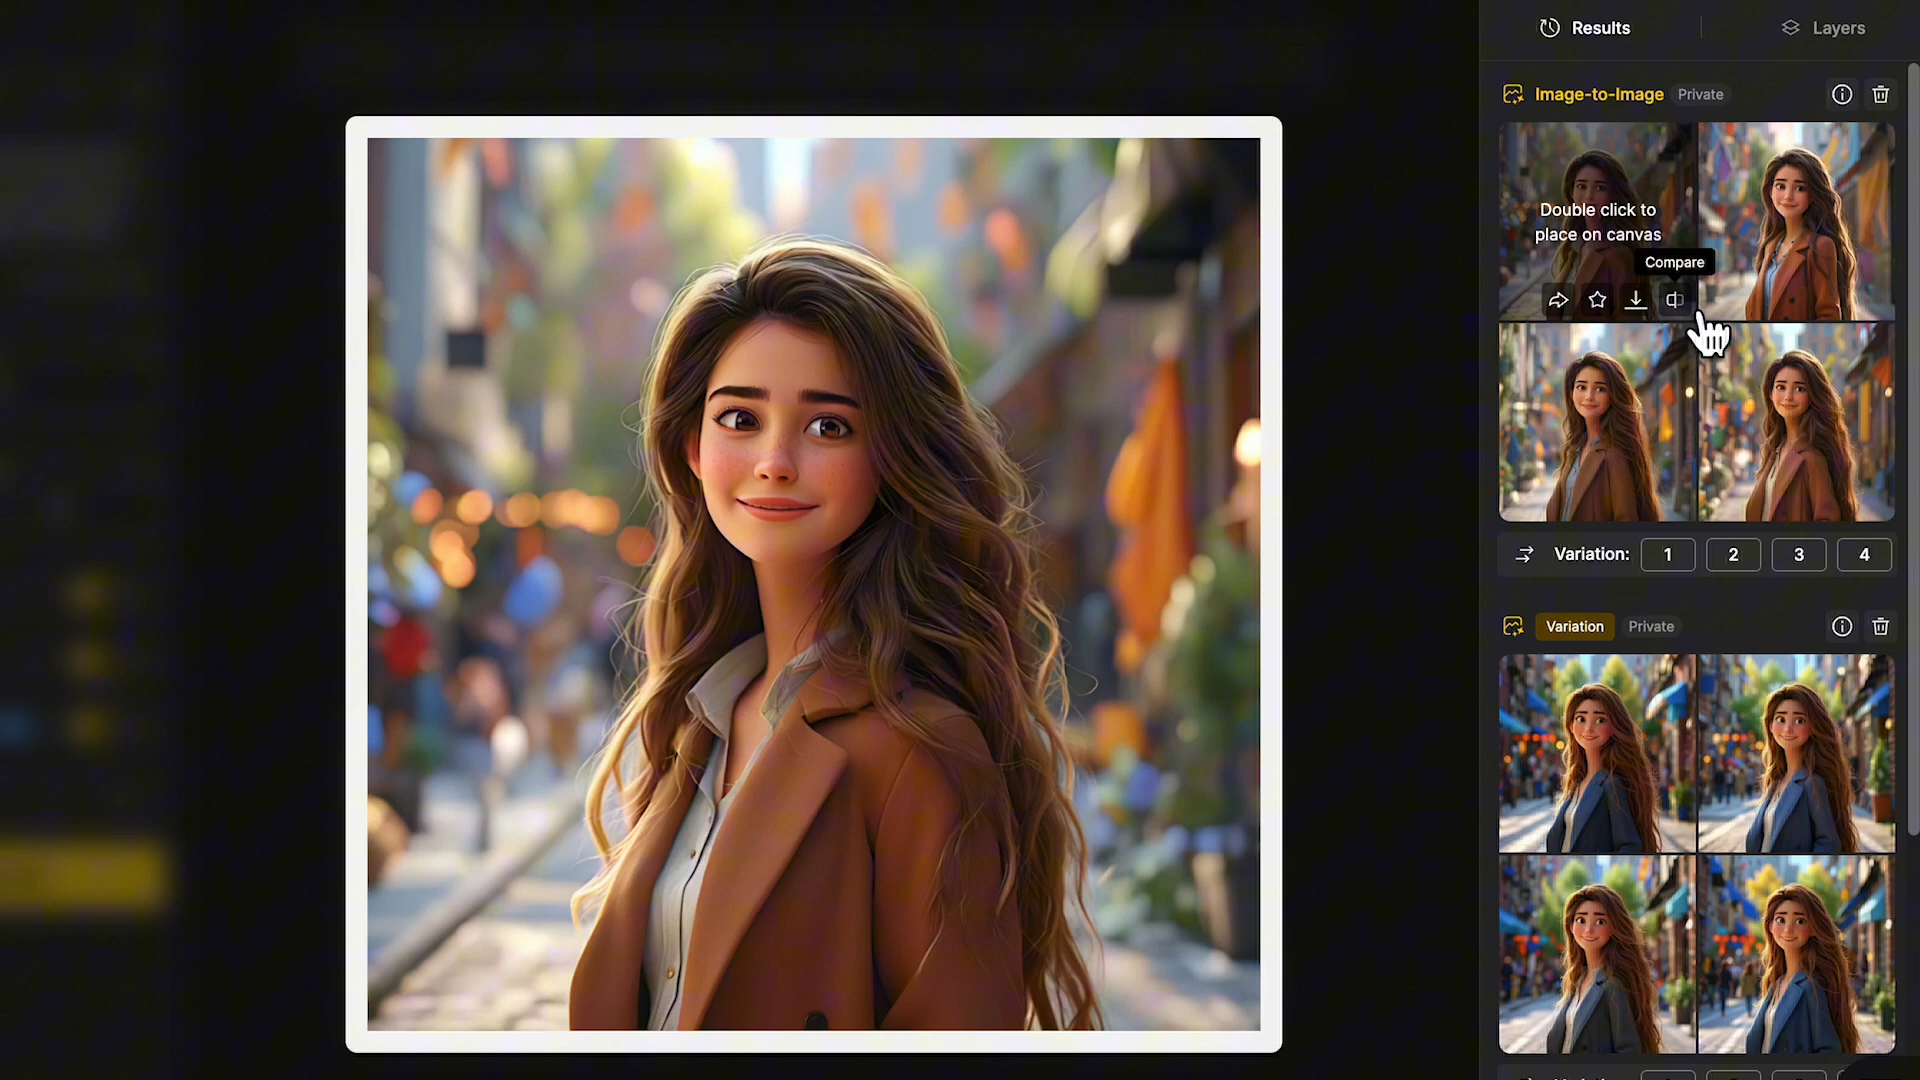 Results
Layers
Image-to-Image Private
Double click to
place on canvas
Compare
Variation: 1 2 3 4
Variation Private